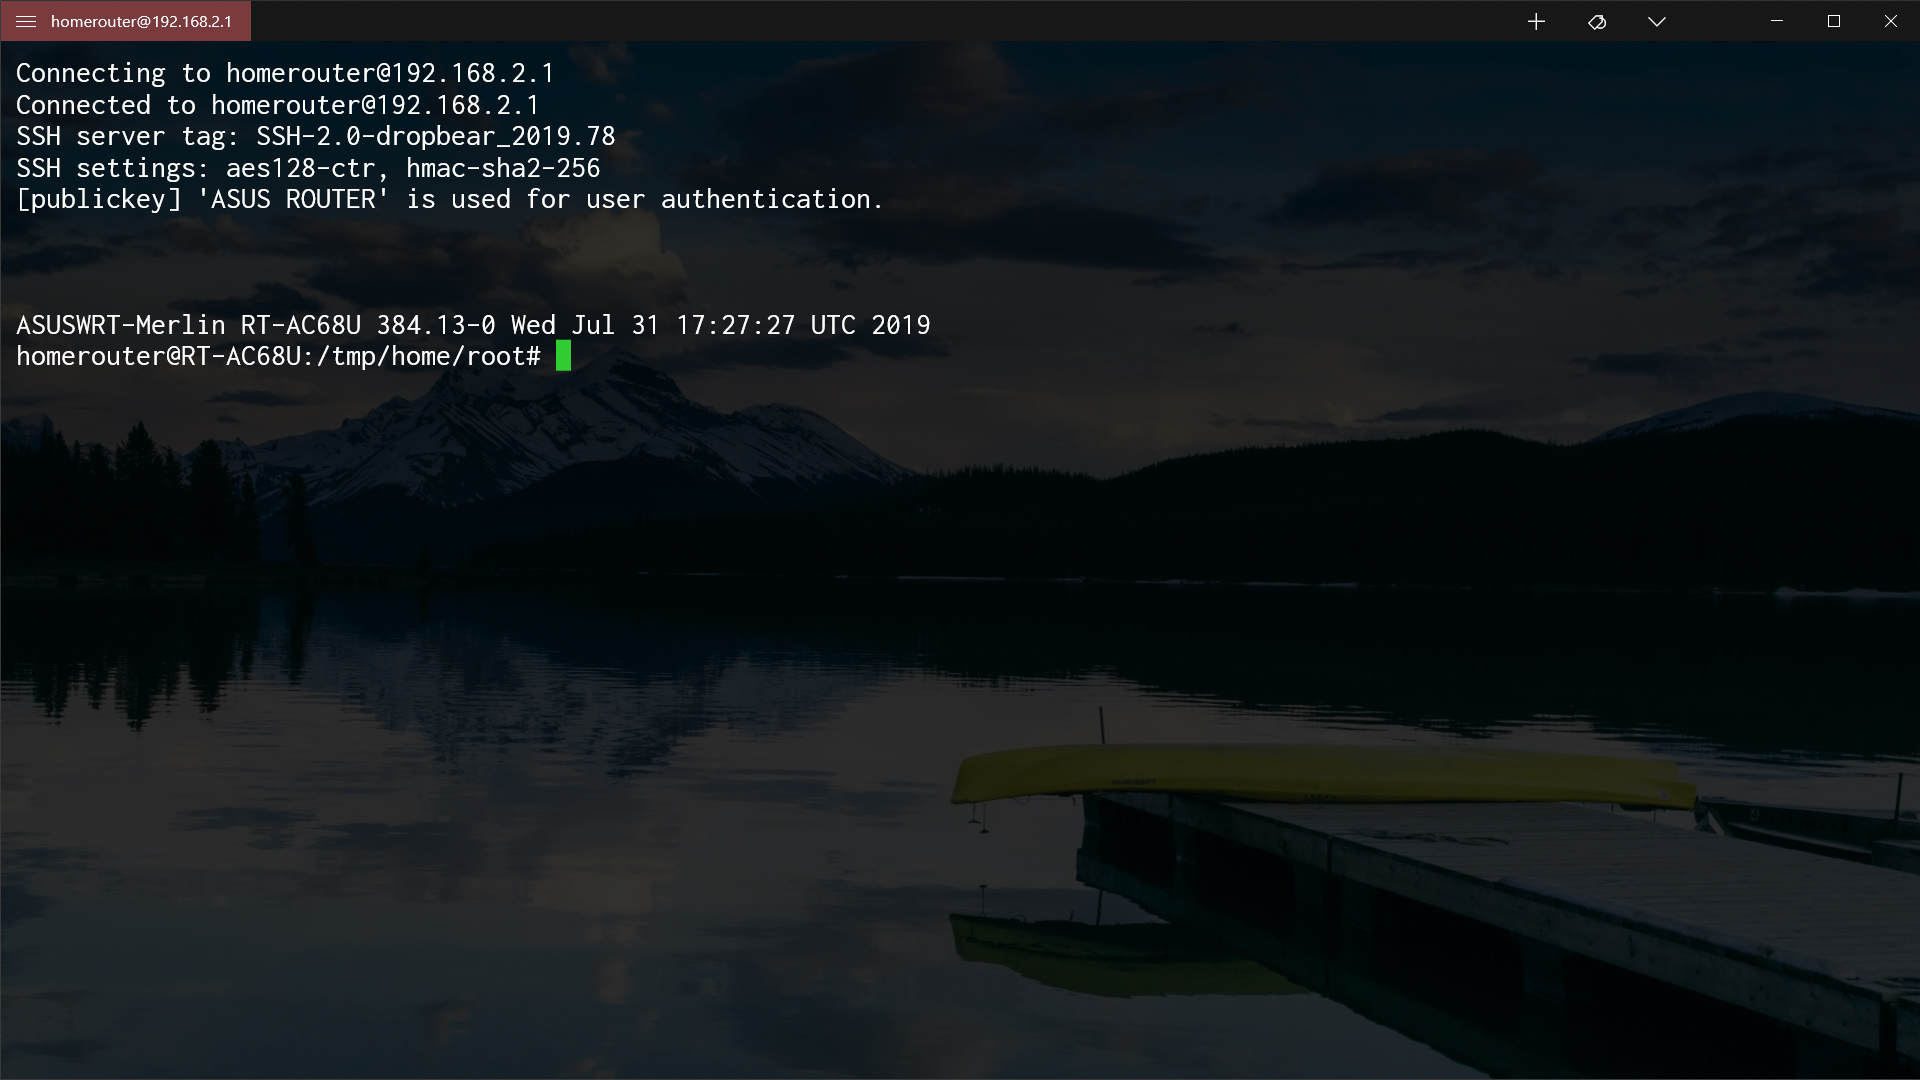 homerouter@192.168.2.1
Connecting to homerouter@192.168.2.1
Connected to homerouter@192.168.2.1
SSH server tag: SSH-2.0-dropbear_2019.78
SSH settings: aes128-ctr, hmac-sha2-256
[publickey] 'ASUS ROUTER' is used for user authentication.
ASUSWRT-Merlin RT-AC68U 384.13-0 Wed Jul 31 17:27:27 UTC 2019
homerouter@RT-AC68U:/tmp/home/root#